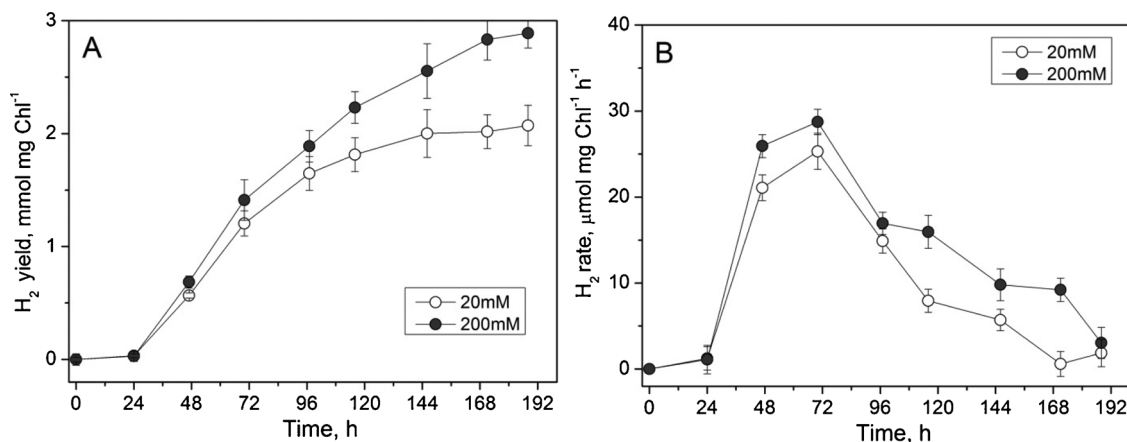 A
H₂ yield, mmol mg Chl⁻¹
3
2
1
0
20mM
200mM
0 24 48 72 96 120 144 168 192
Time, h
B
H₂ rate, μmol mg Chl⁻¹ h⁻¹
40
30
20
10
0
20mM
200mM
0 24 48 72 96 120 144 168 192
Time, h